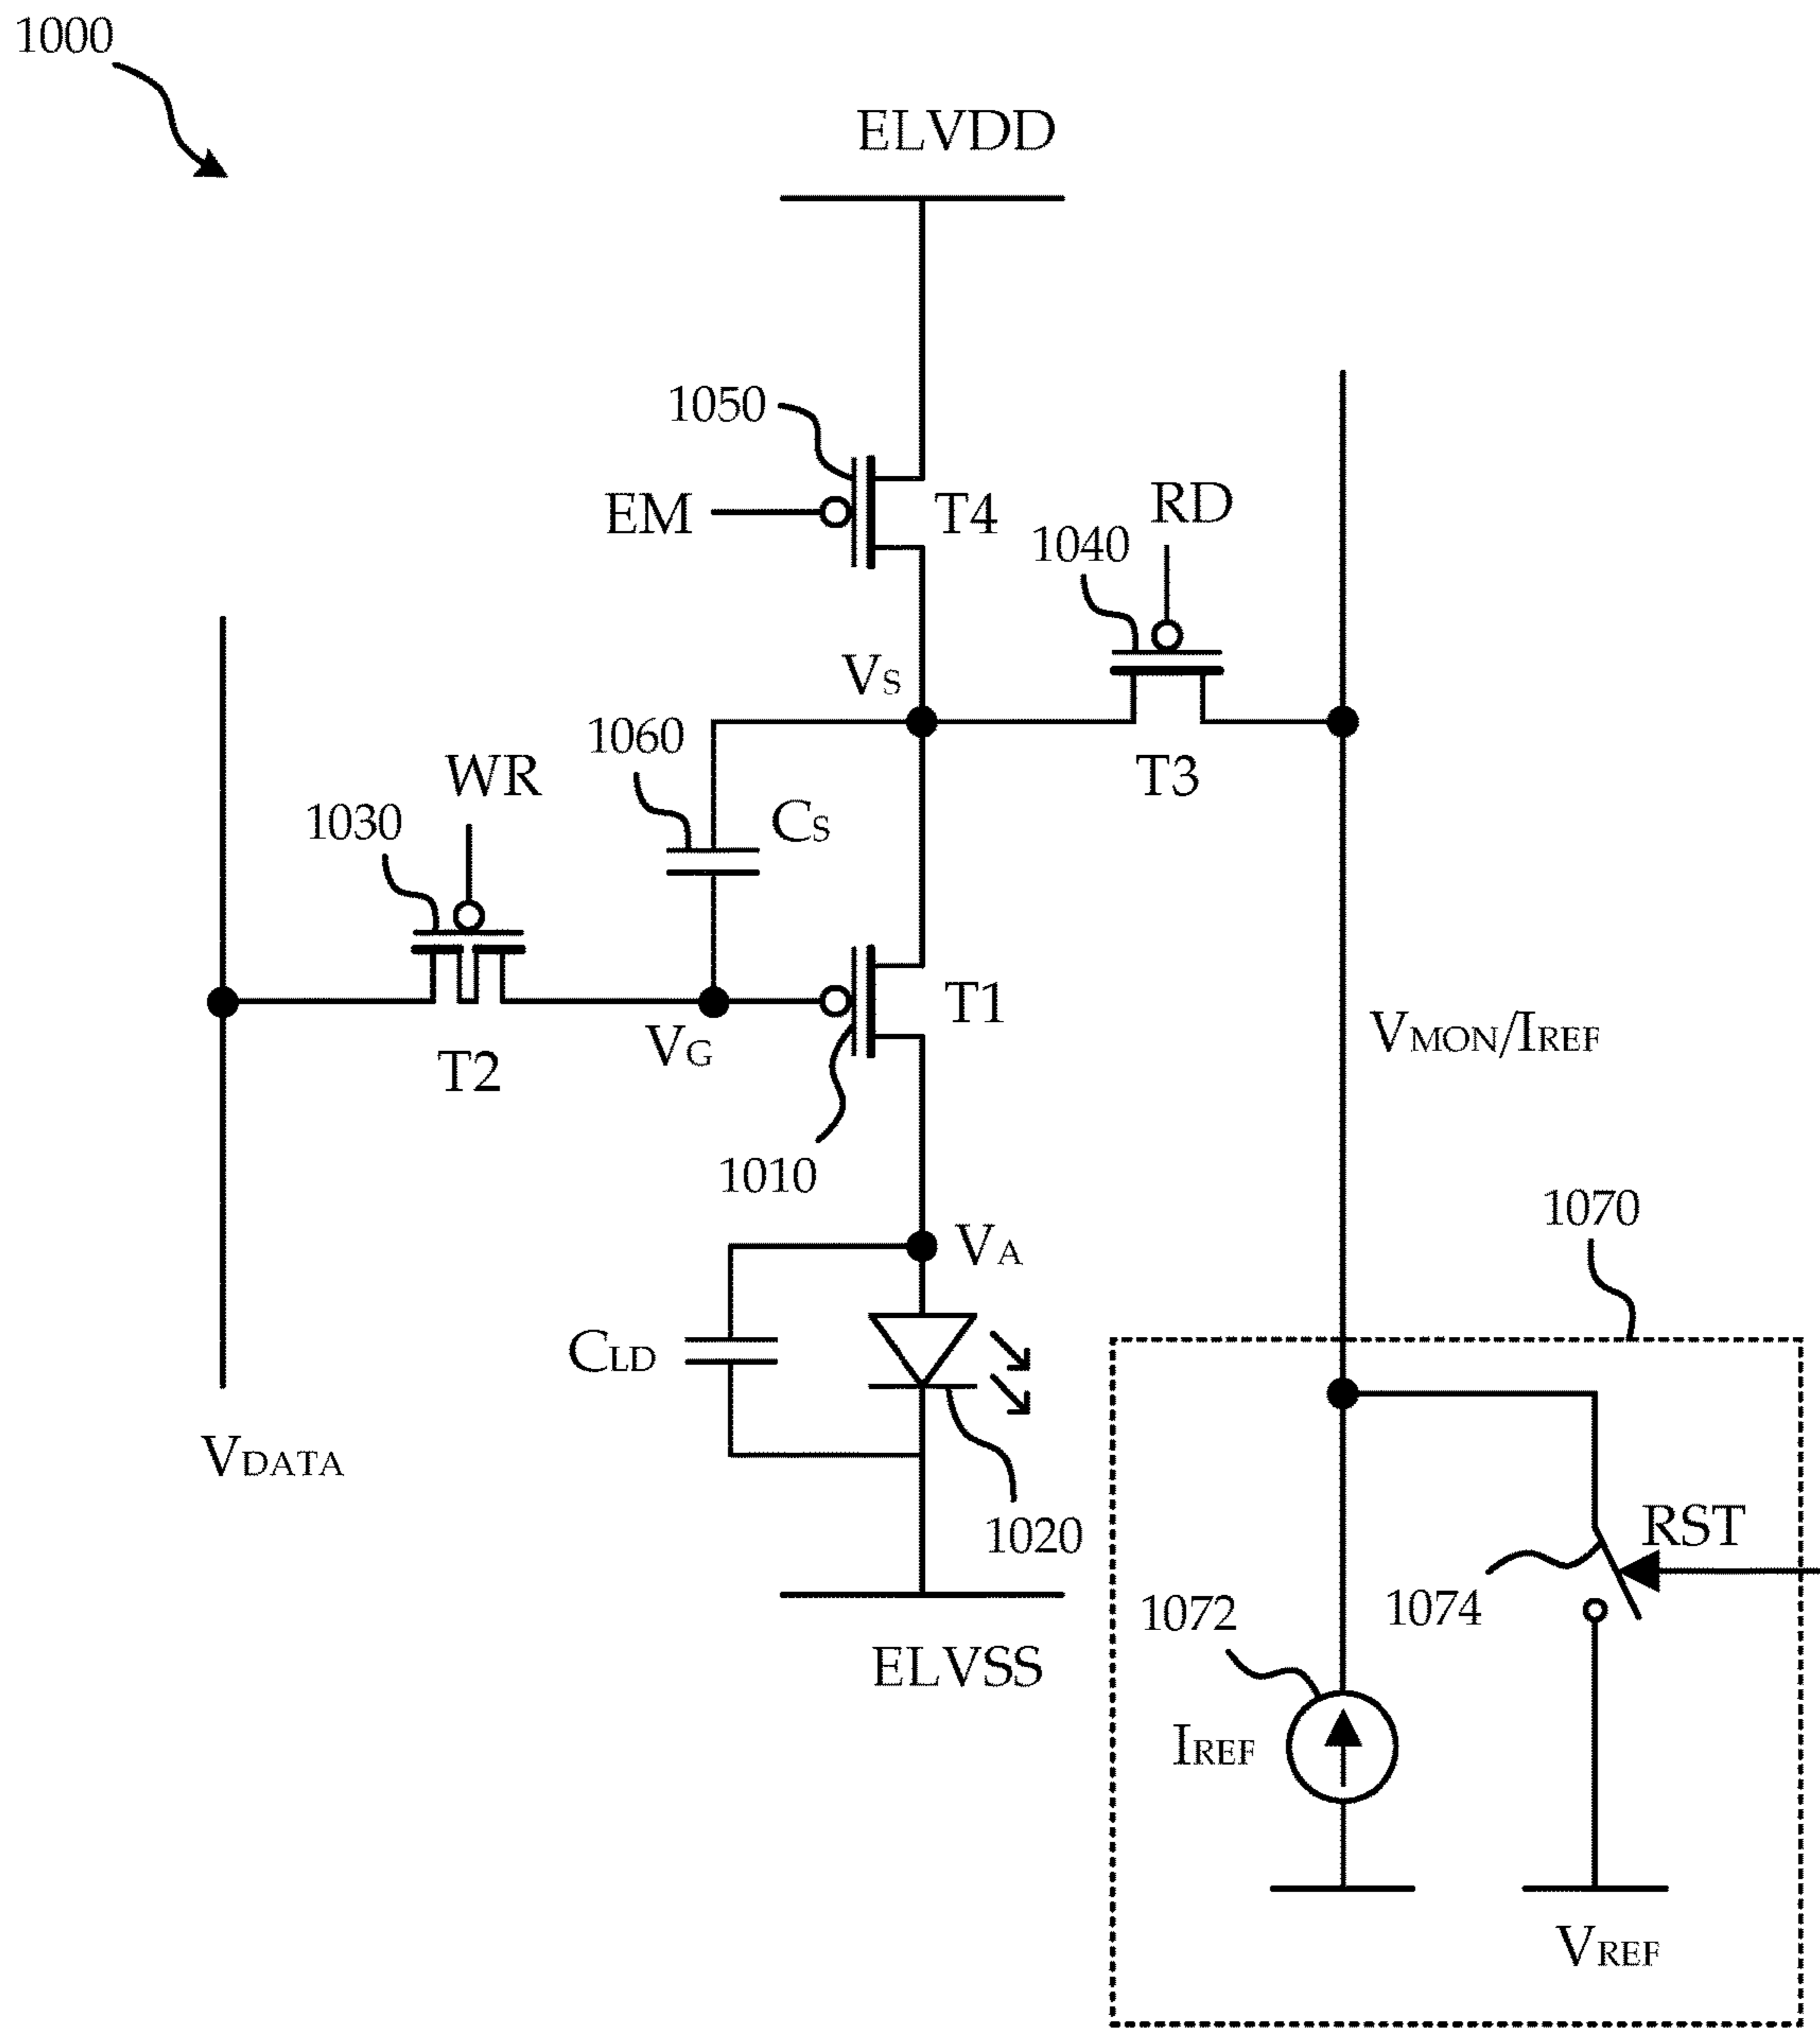 1000
ELVDD
1050
EM
T4
RD
1040
VS
1060
WR
CS
T3
1030
T1
VG
T2
VMON/IREF
1010
1070
VA
CLD
VDATA
1020
RST
1074
1072
ELVSS
IREF
VREF